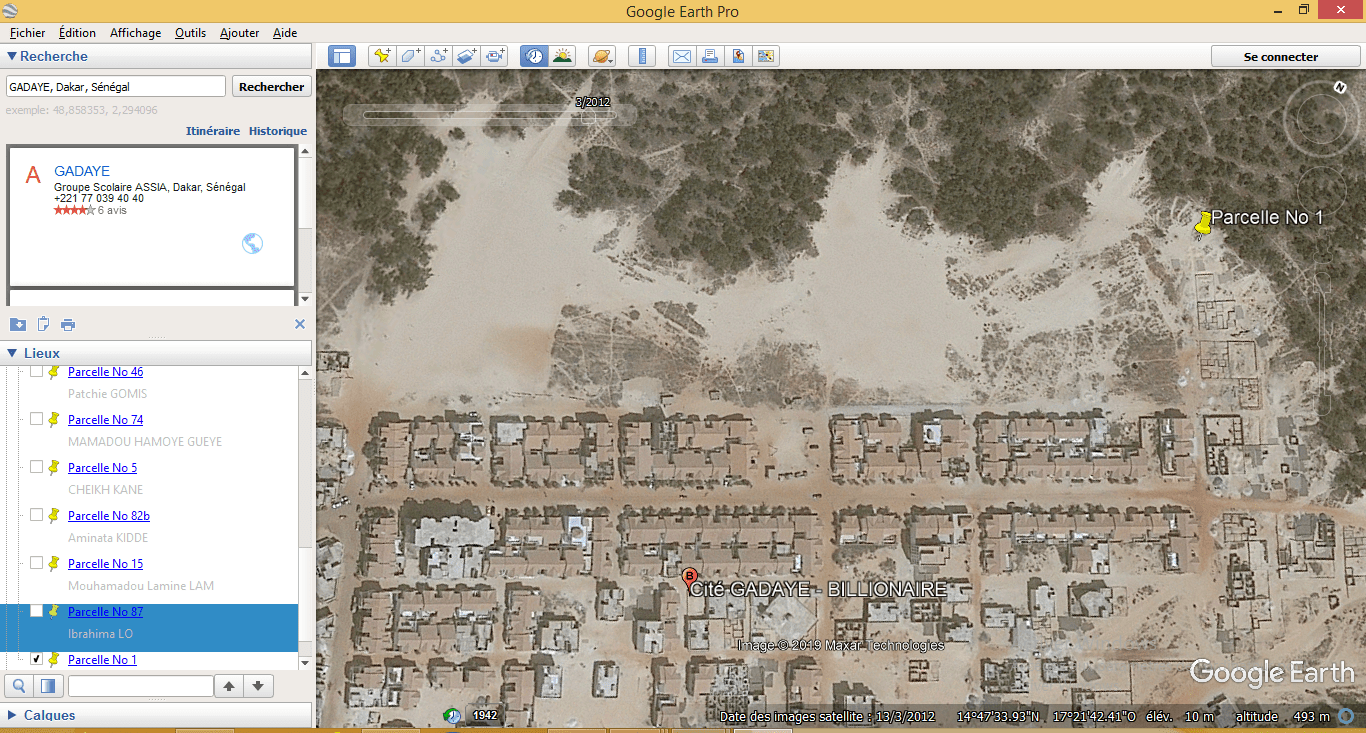 Google Earth Pro
Fichier Édition Affichage Outils Ajouter Aide
Recherche
Se connecter
GADAYE, Dakar, Sénégal
Rechercher
exemple: 48,858353, 2,294096
Itinéraire Historique
A GADAYE
Groupe Scolaire ASSIA, Dakar, Sénégal
+221 77 039 40 40
6 avis
Lieux
Parcelle No 46
Patchie GOMIS
Parcelle No 74
MAMADOU HAMOYE GUEYE
Parcelle No 5
CHEIKH KANE
Parcelle No 82b
Aminata KIDDE
Parcelle No 15
Mouhamadou Lamine LAM
Parcelle No 87
Ibrahima LO
Parcelle No 1
Calques
3/2012
N
Parcelle No 1
B
Cité GADAYE - BILLIONAIRE
Image © 2019 Maxar Technologies
Google Earth
1942
Date des images satellite : 13/3/2012 14°47'33.93"N 17°21'42.41"O élév. 10 m altitude 493 m